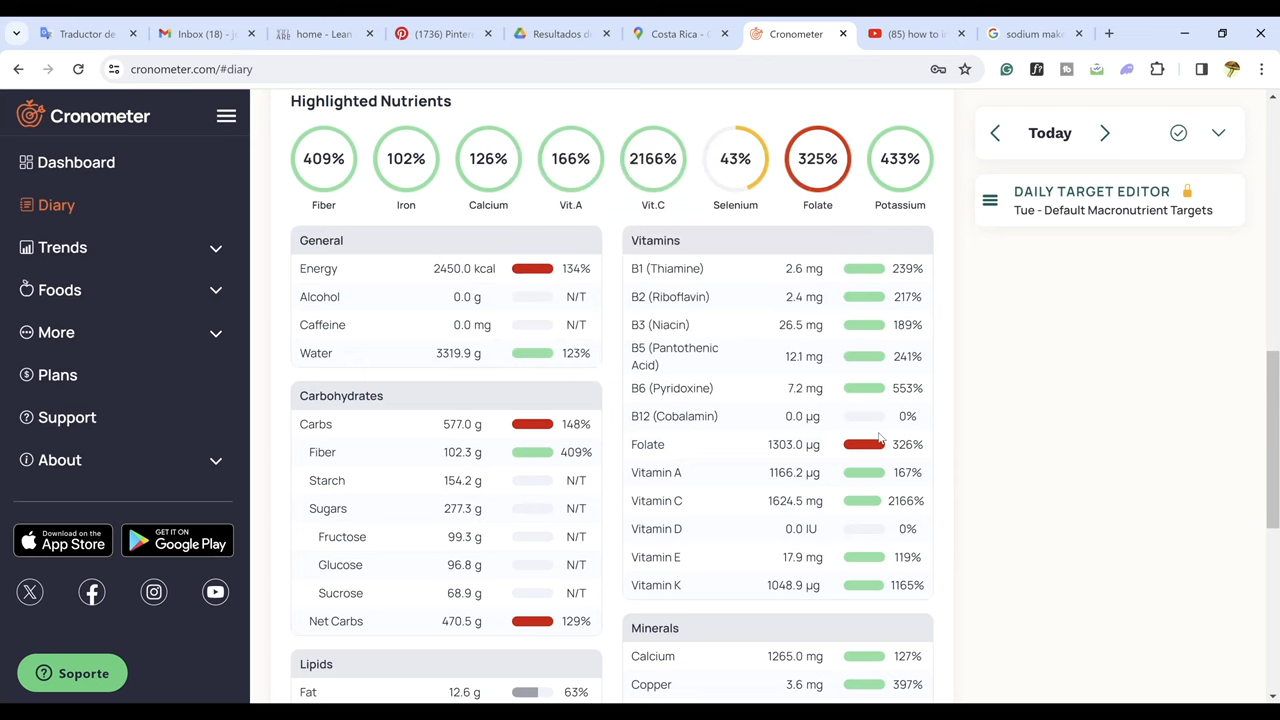 Traductor de
Inbox (18) - j
home - Lean
(1736) Pinter
Resultados de
Costa Rica - G
Cronometer
(85) how to in
sodium make
cronometer.com/#diary
Cronometer
Dashboard
Diary
Trends
Foods
More
Plans
Support
About
Download on the
App Store
GET IT ON
Google Play
Soporte
Highlighted Nutrients
409% 102% 126% 166% 2166% 43% 325% 433%
Fiber Iron Calcium Vit.A Vit.C Selenium Folate Potassium
General
Energy 2450.0 kcal 134%
Alcohol 0.0 g N/T
Caffeine 0.0 mg N/T
Water 3319.9 g 123%
Carbohydrates
Carbs 577.0 g 148%
Fiber 102.3 g 409%
Starch 154.2 g N/T
Sugars 277.3 g N/T
Fructose 99.3 g N/T
Glucose 96.8 g N/T
Sucrose 68.9 g N/T
Net Carbs 470.5 g 129%
Lipids
Fat 12.6 g 63%
Vitamins
B1 (Thiamine) 2.6 mg 239%
B2 (Riboflavin) 2.4 mg 217%
B3 (Niacin) 26.5 mg 189%
B5 (Pantothenic
Acid) 12.1 mg 241%
B6 (Pyridoxine) 7.2 mg 553%
B12 (Cobalamin) 0.0 µg 0%
Folate 1303.0 µg 326%
Vitamin A 1166.2 µg 167%
Vitamin C 1624.5 mg 2166%
Vitamin D 0.0 IU 0%
Vitamin E 17.9 mg 119%
Vitamin K 1048.9 µg 1165%
Minerals
Calcium 1265.0 mg 127%
Copper 3.6 mg 397%
Today
DAILY TARGET EDITOR
Tue - Default Macronutrient Targets